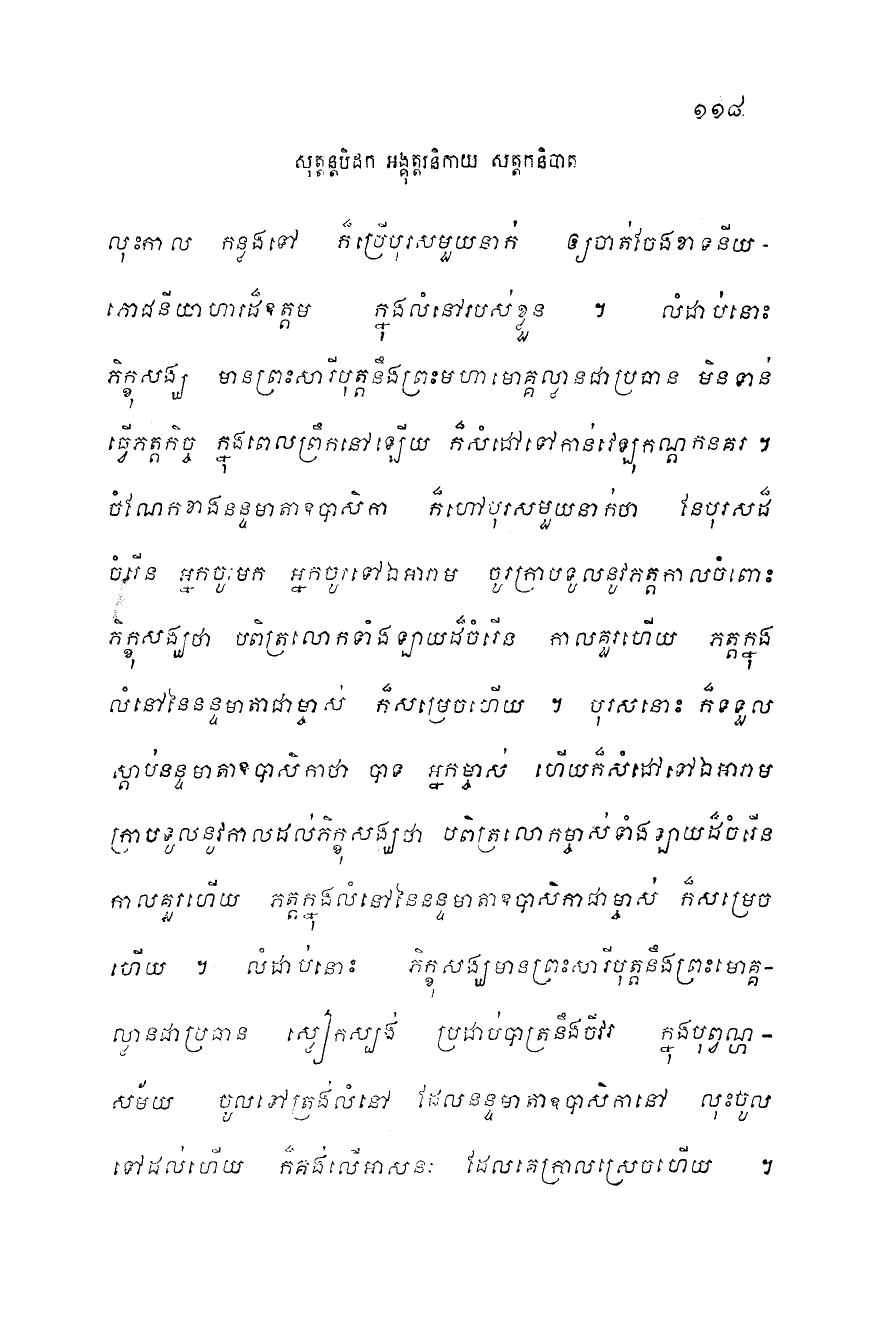 ១១៨
សុត្តន្តបិដក អង្គុត្តរនិកាយ សត្តកនិបាត
លុះកាល កន្លងទៅ ក៏ប្រើបុរសមួយនាក់ ឲ្យចាត់ចែងខាទនីយ-
ភោជនីយាហារដ៏ឧត្តម ក្នុងលំនៅរបស់ខ្លួន ។ លំដាប់នោះ
ភិក្ខុសង្ឃ មានព្រះសារីបុត្តនឹងព្រះមហាមោគ្គល្លានជាប្រធាន មិនទាន់
ធ្វើភត្តកិច្ច ក្នុងពេលព្រឹកនៅឡើយ ក៏សំដៅទៅកាន់វេឡុកណ្តកនគរ ។
ចំណែកខាងនន្ទមាតាឧបាសិកា ក៏ហៅបុរសមួយនាក់ថា នែបុរសដ៏
ចំរើន អ្នកចូរមក អ្នកចូរទៅឯអារាម ចូរក្រាបទូលនូវភត្តកាលចំពោះ
ភិក្ខុសង្ឃថា បពិត្រលោកទាំងឡាយដ៏ចំរើន កាលគួរហើយ ភត្តក្នុង
លំនៅនៃនន្ទមាតាជាម្ចាស់ ក៏សម្រេចហើយ ។ បុរសនោះ ក៏ទទួល
ស្តាប់នន្ទមាតាឧបាសិកាថា បាទ អ្នកម្ចាស់ ហើយក៏សំដៅទៅឯអារាម
ក្រាបទូលនូវកាលដល់ភិក្ខុសង្ឃថា បពិត្រលោកម្ចាស់ទាំងឡាយដ៏ចំរើន
កាលគួរហើយ ភត្តក្នុងលំនៅនៃនន្ទមាតាឧបាសិកាជាម្ចាស់ ក៏សម្រេច
ហើយ ។ លំដាប់នោះ ភិក្ខុសង្ឃមានព្រះសារីបុត្តនឹងព្រះមោគ្គ-
ល្លានជាប្រធាន ស្លៀកស្បង់ ប្រដាប់បាត្រនឹងចីវរ ក្នុងបុព្វណ្ហ-
សម័យ ចូលទៅត្រង់លំនៅ ដែលនន្ទមាតាឧបាសិកានៅ លុះចូល
ទៅដល់ហើយ ក៏គង់លើអាសនៈ ដែលគេក្រាលស្រេចហើយ ។